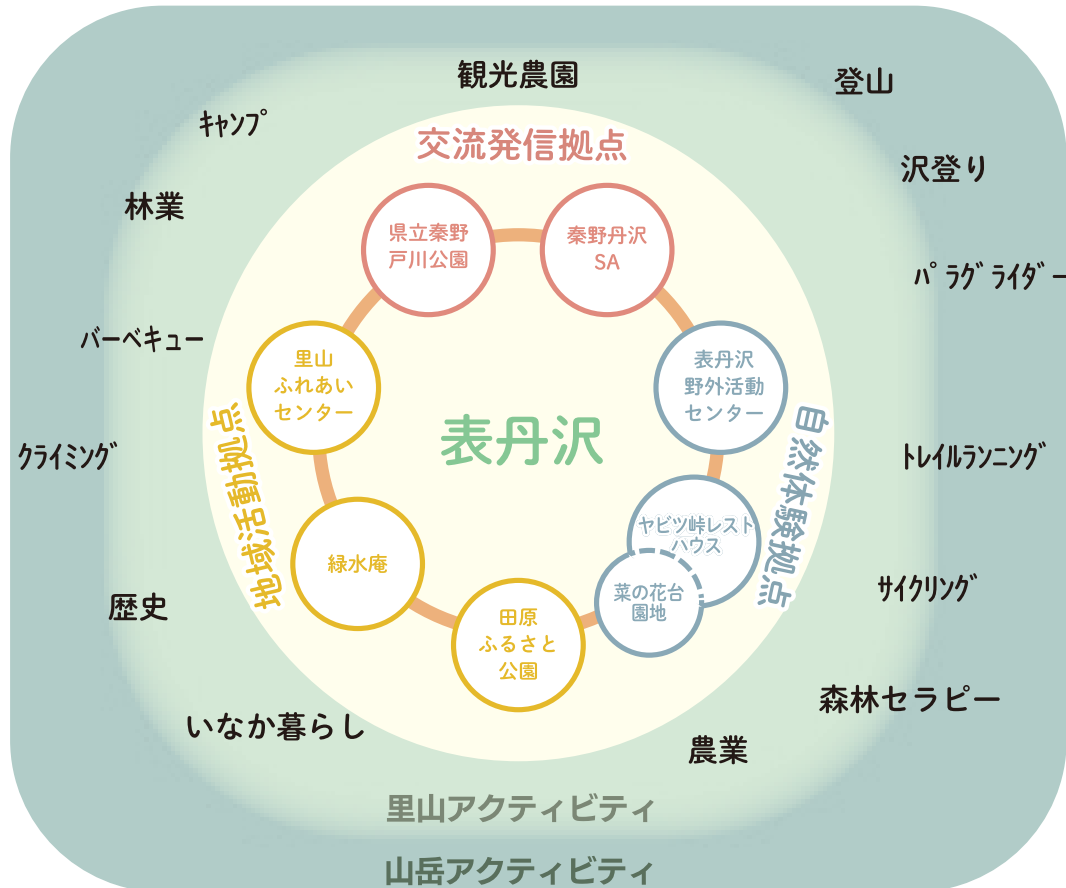 観光農園
登山
キャンプ
交流発信拠点
沢登り
林業
県立秦野
戸川公園
秦野丹沢
SA
パラグライダー
バーベキュー
里山
ふれあい
センター
表丹沢
野外活動
センター
表丹沢
地域活動拠点
自然体験拠点
クライミング
トレイルランニング
ヤビツ峠レスト
ハウス
緑水庵
菜の花台
園地
サイクリング
歴史
田原
ふるさと
公園
森林セラピー
いなか暮らし
農業
里山アクティビティ
山岳アクティビティ